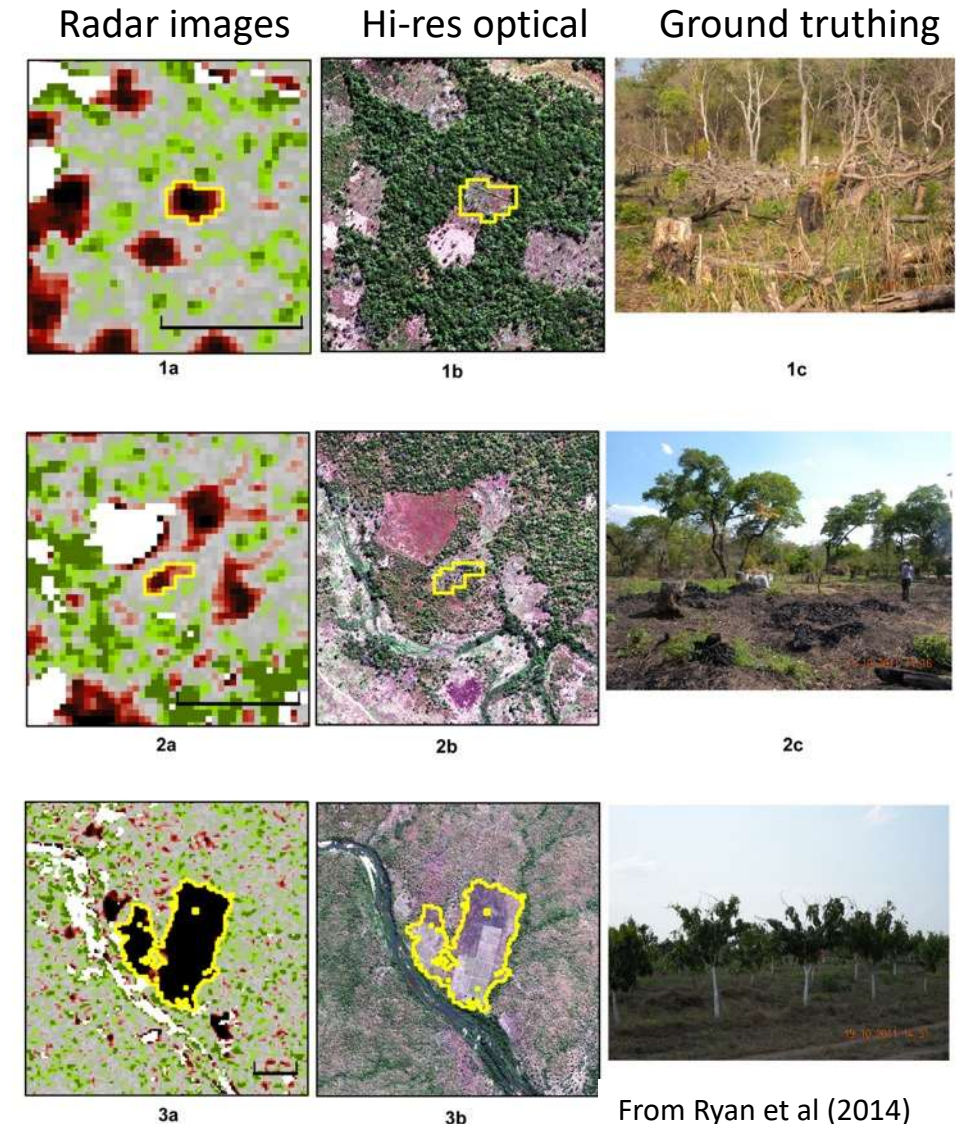 Radar images Hi-res optical Ground truthing
1a 1b 1c
2a 2b 2c
3a 3b
From Ryan et al (2014)